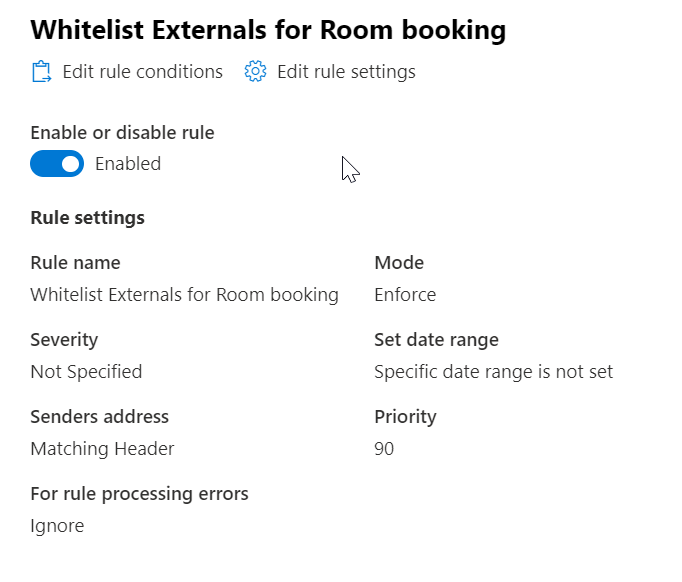 Whitelist Externals for Room booking
Edit rule conditions Edit rule settings
Enable or disable rule
Enabled
Rule settings
Rule name Mode
Whitelist Externals for Room booking Enforce
Severity Set date range
Not Specified Specific date range is not set
Senders address Priority
Matching Header 90
For rule processing errors
Ignore